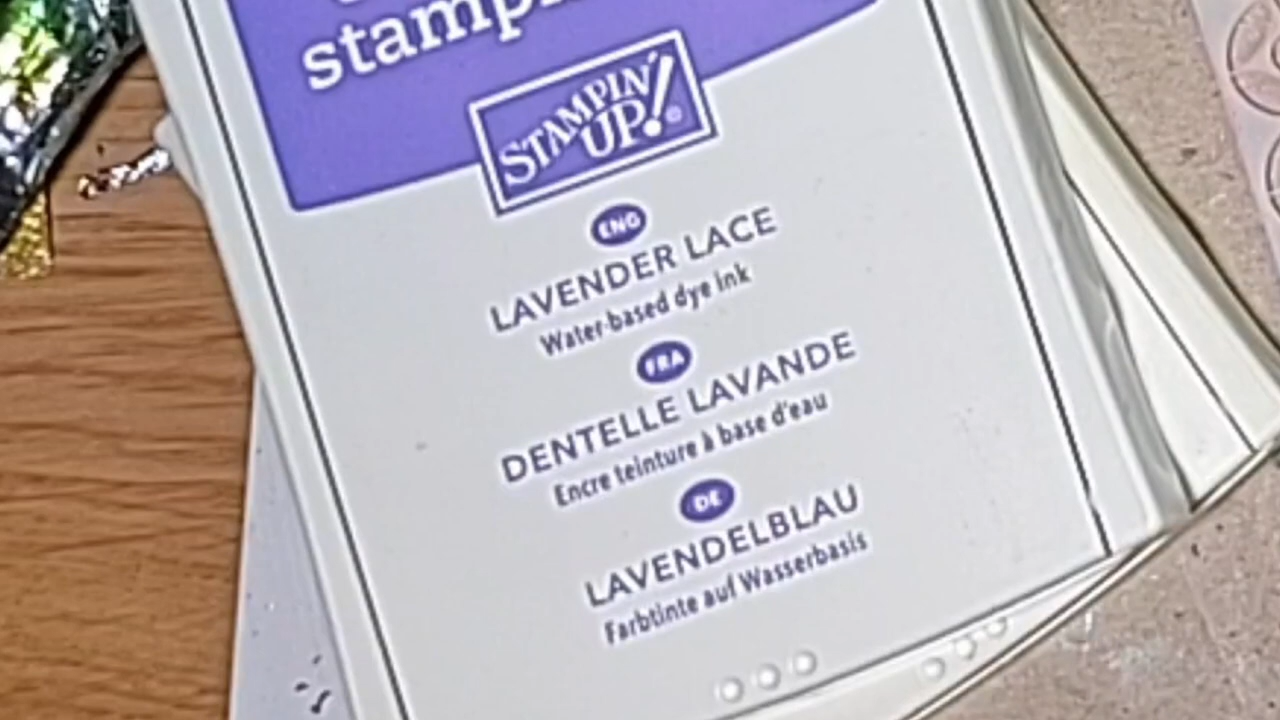 STAMPIN'
UP!®
ENG
LAVENDER LACE
Water-based dye ink
FRA
DENTELLE LAVANDE
Encre teinture à base d'eau
DE
LAVENDELBLAU
Farbtinte auf Wasserbasis